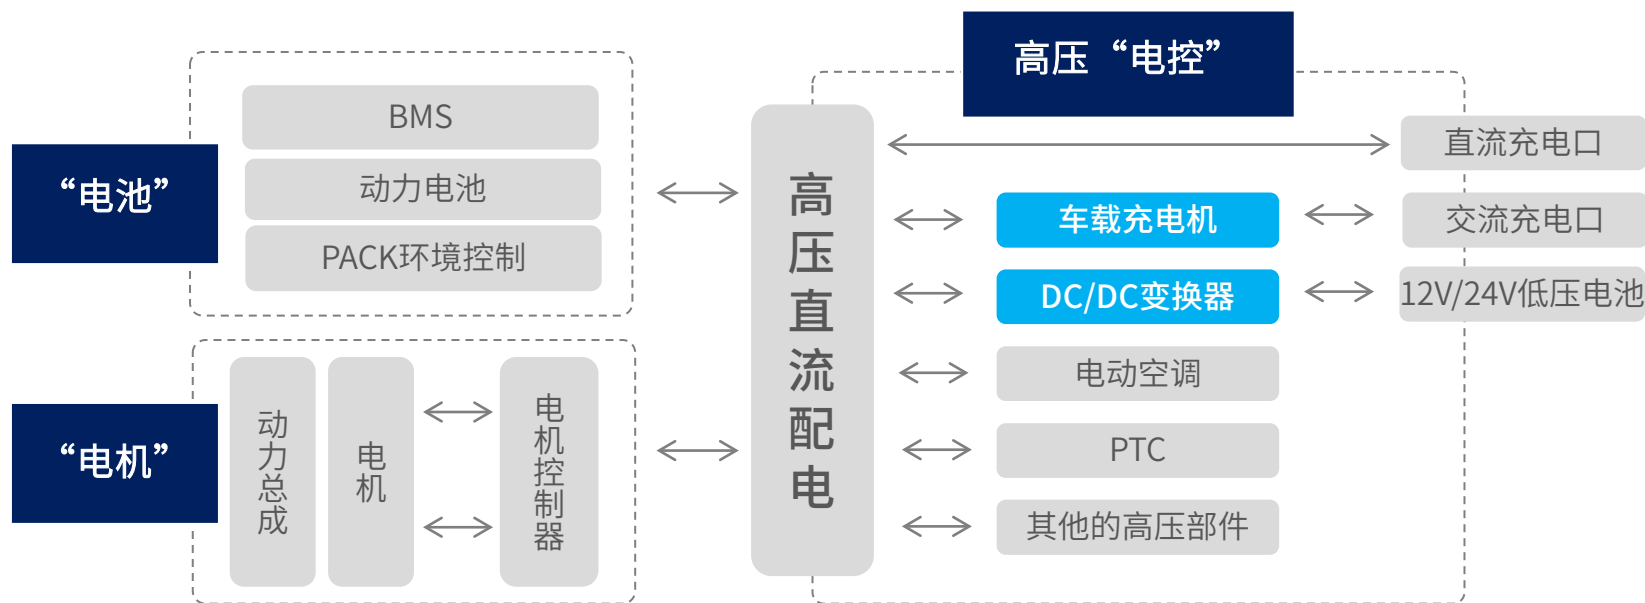 高压“电控”
“电池”
BMS
动力电池
PACK环境控制
“电机”
动力总成
电机
电机控制器
高压直流配电
直流充电口
车载充电机
交流充电口
DC/DC变换器
12V/24V低压电池
电动空调
PTC
其他的高压部件